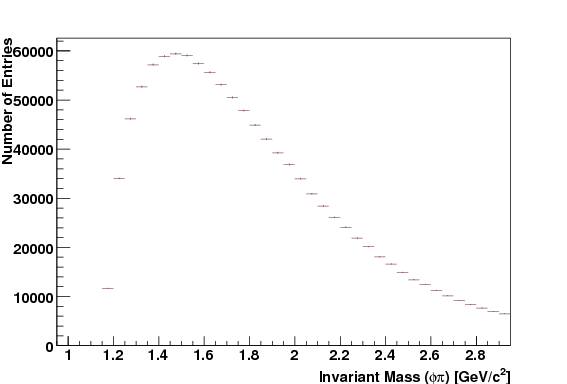 Number of Entries
60000
50000
40000
30000
20000
10000
0
1 1.2 1.4 1.6 1.8 2 2.2 2.4 2.6 2.8
Invariant Mass (ϕπ) [GeV/c²]